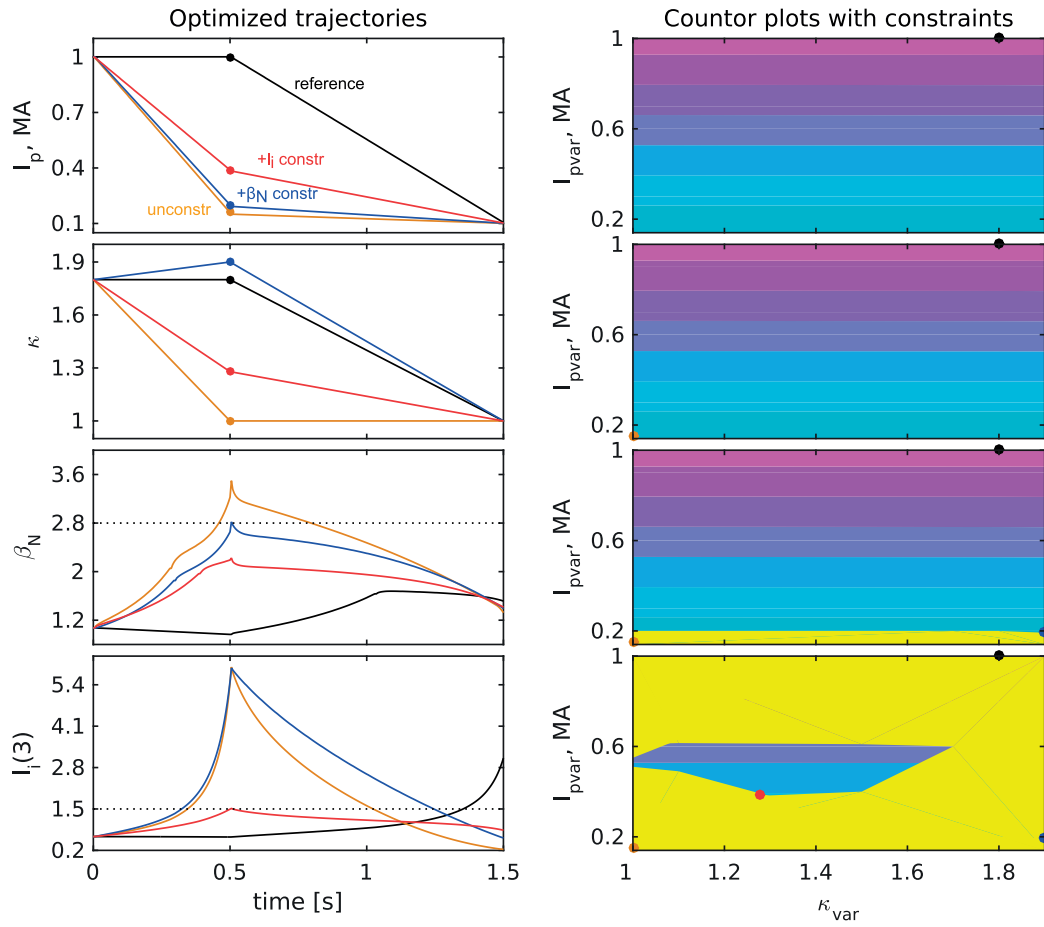 Optimized trajectories
Countor plots with constraints
I_p, MA
1
0.7
0.4
0.1
reference
+l_i constr
+β_N constr
unconstr
I_pvar, MA
1
0.6
0.2
κ
1.9
1.6
1.3
1
I_pvar, MA
1
0.6
0.2
β_N
3.6
2.8
2
1.2
I_pvar, MA
1
0.6
0.2
l_i(3)
5.4
4.1
2.8
1.5
0.2
0 0.5 1 1.5
time [s]
I_pvar, MA
1
0.6
0.2
1 1.2 1.4 1.6 1.8
κ_var